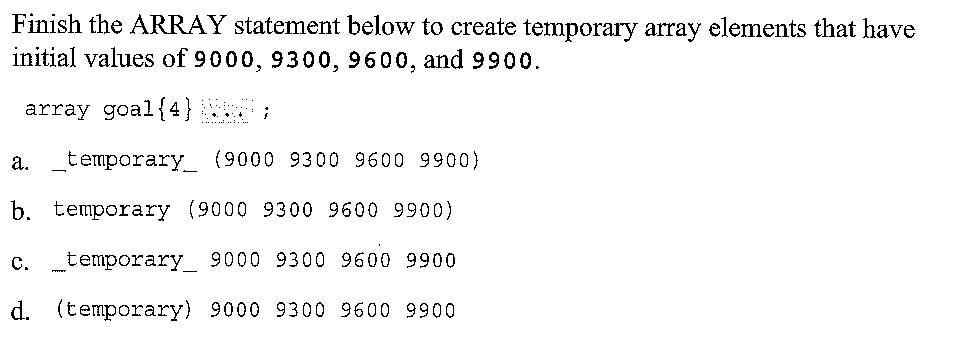 Finish the ARRAY statement below to create temporary array elements that have
initial values of 9000, 9300, 9600, and 9900.
array goal{4} ... ;
a. _temporary_ (9000 9300 9600 9900)
b. temporary (9000 9300 9600 9900)
c. _temporary_ 9000 9300 9600 9900
d. (temporary) 9000 9300 9600 9900